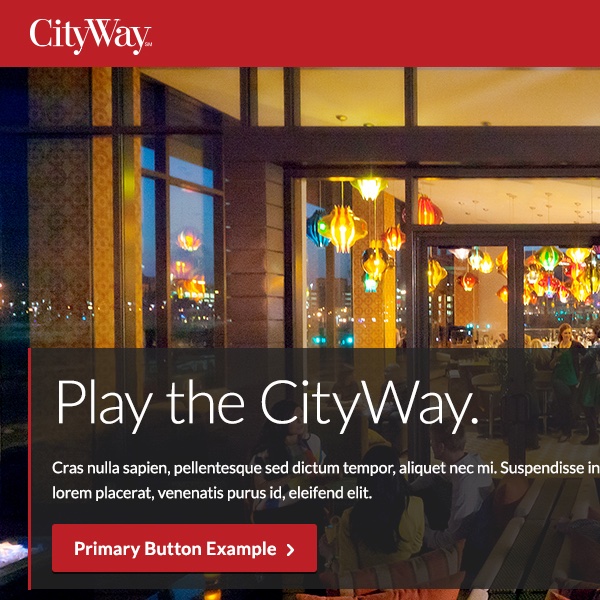 CityWay SM
Play the CityWay.
Cras nulla sapien, pellentesque sed dictum tempor, aliquet nec mi. Suspendisse in
lorem placerat, venenatis purus id, eleifend elit.
Primary Button Example